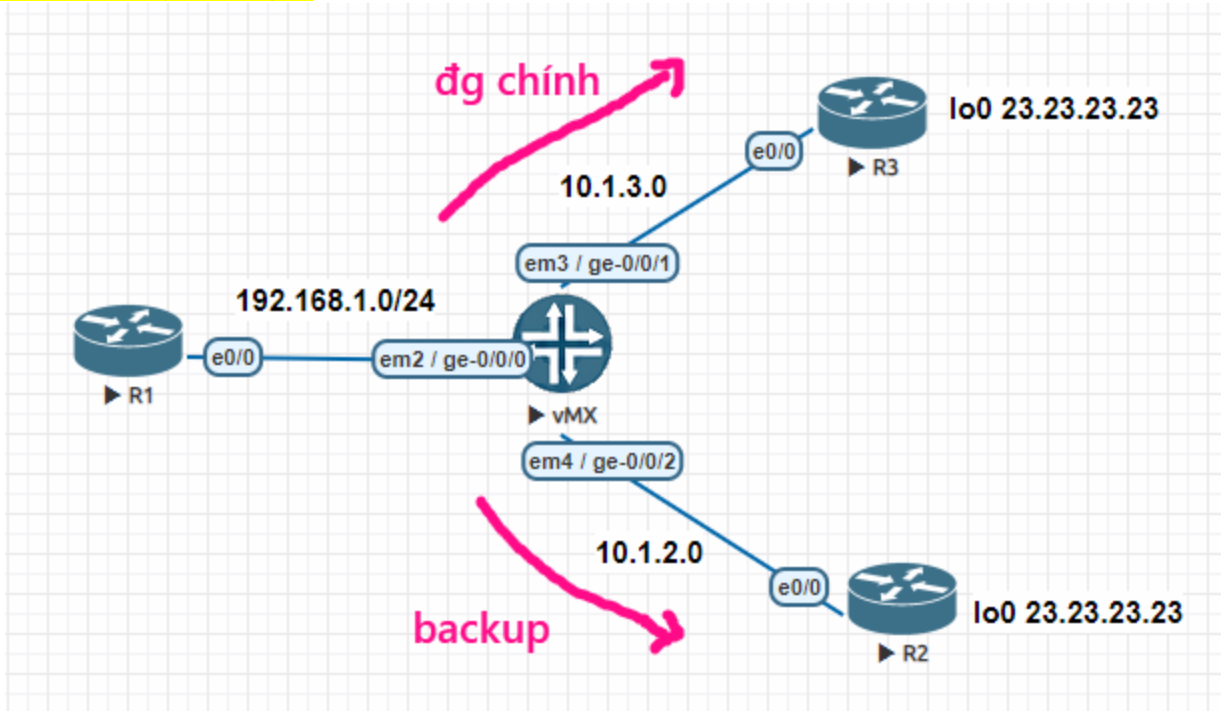 đg chính
lo0 23.23.23.23
e0/0
R3
10.1.3.0
em3 / ge-0/0/1
192.168.1.0/24
e0/0
em2 / ge-0/0/0
R1
vMX
em4 / ge-0/0/2
10.1.2.0
e0/0
lo0 23.23.23.23
backup
R2